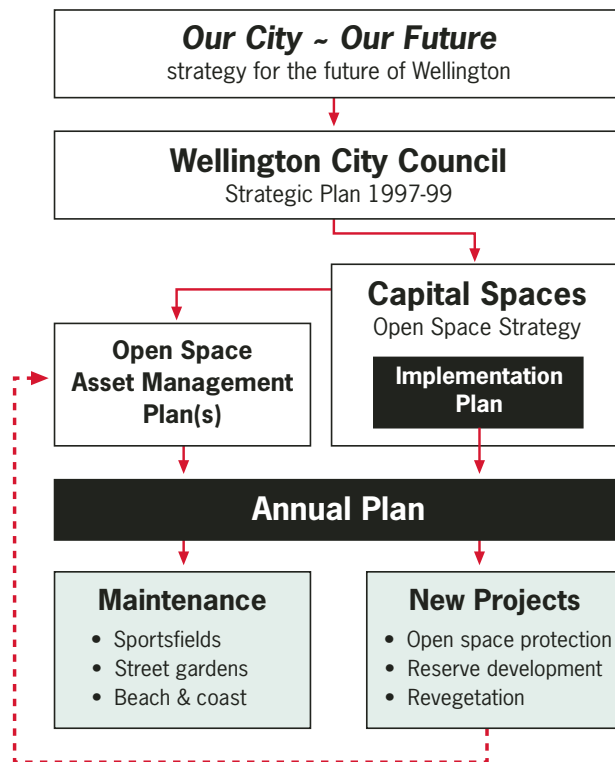 Our City ~ Our Future
strategy for the future of Wellington
Wellington City Council
Strategic Plan 1997-99
Capital Spaces
Open Space Strategy
Implementation
Plan
Open Space
Asset Management
Plan(s)
Annual Plan
Maintenance
• Sportsfields
• Street gardens
• Beach & coast
New Projects
• Open space protection
• Reserve development
• Revegetation